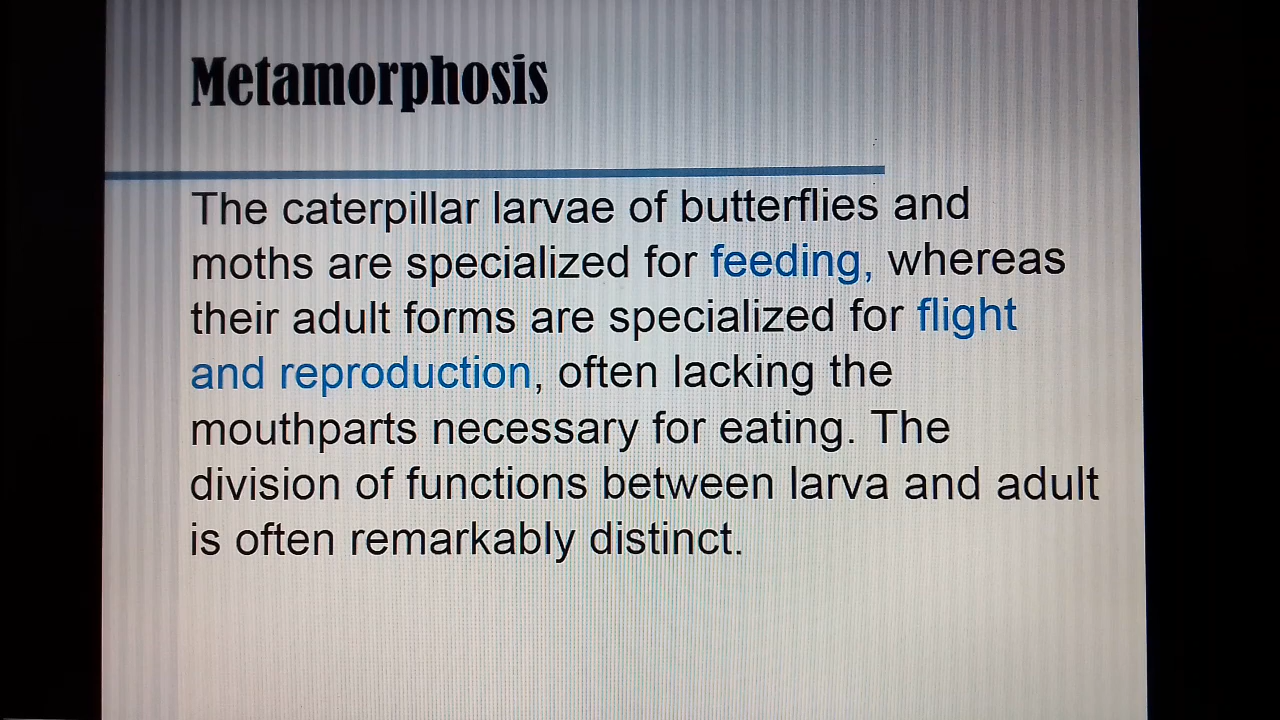 Metamorphosis
The caterpillar larvae of butterflies and
moths are specialized for feeding, whereas
their adult forms are specialized for flight
and reproduction, often lacking the
mouthparts necessary for eating. The
division of functions between larva and adult
is often remarkably distinct.